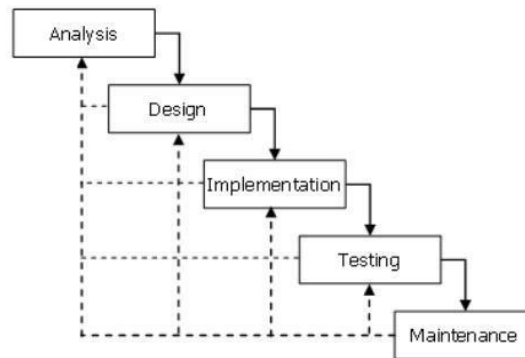 Analysis
Design
Implementation
Testing
Maintenance